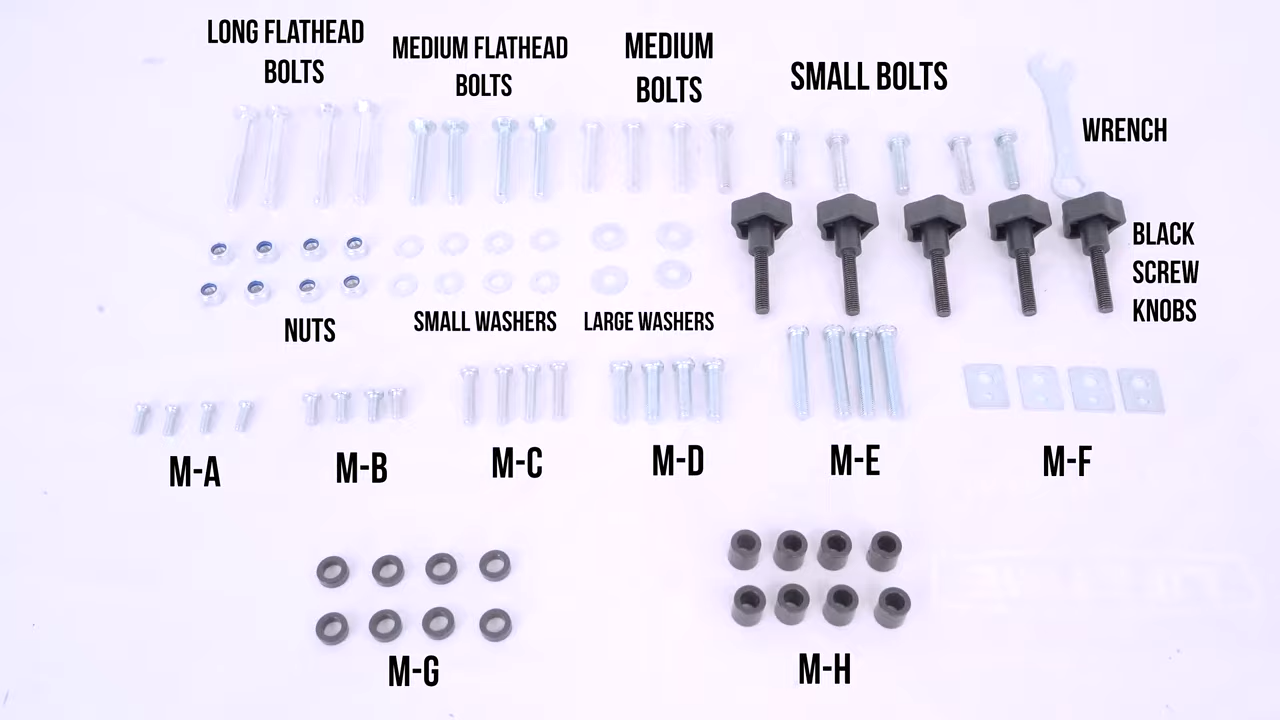 LONG FLATHEAD
BOLTS
MEDIUM FLATHEAD
BOLTS
MEDIUM
BOLTS
SMALL BOLTS
WRENCH
BLACK
SCREW
KNOBS
NUTS
SMALL WASHERS
LARGE WASHERS
M-A
M-B
M-C
M-D
M-E
M-F
M-G
M-H